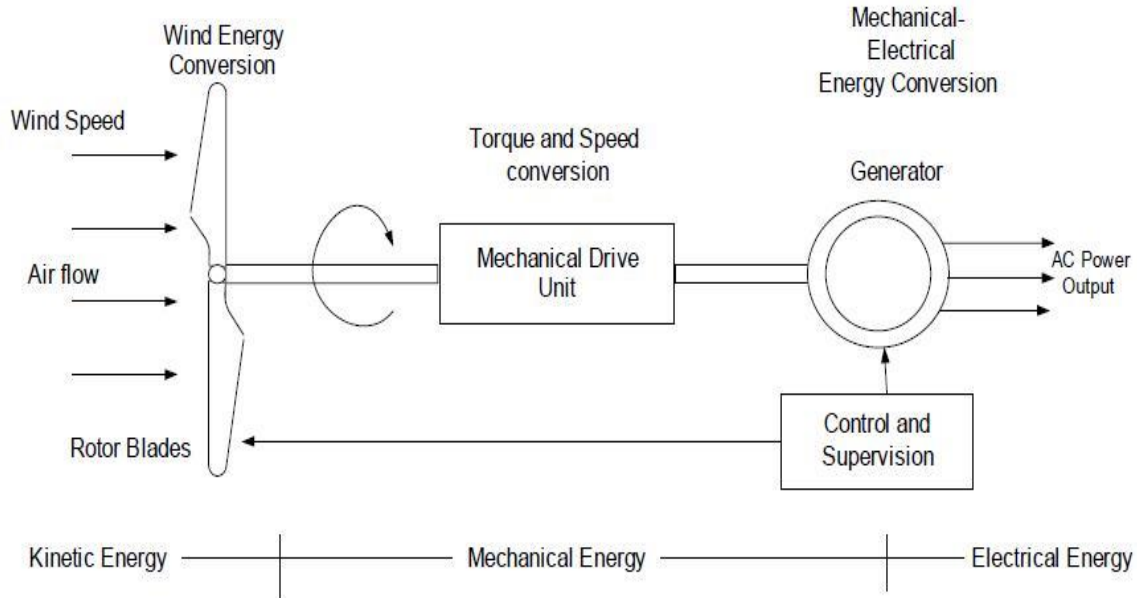 Wind Energy
Conversion
Mechanical-
Electrical
Energy Conversion
Wind Speed
Torque and Speed
conversion
Generator
Air flow
Mechanical Drive
Unit
AC Power
Output
Rotor Blades
Control and
Supervision
Kinetic Energy
Mechanical Energy
Electrical Energy